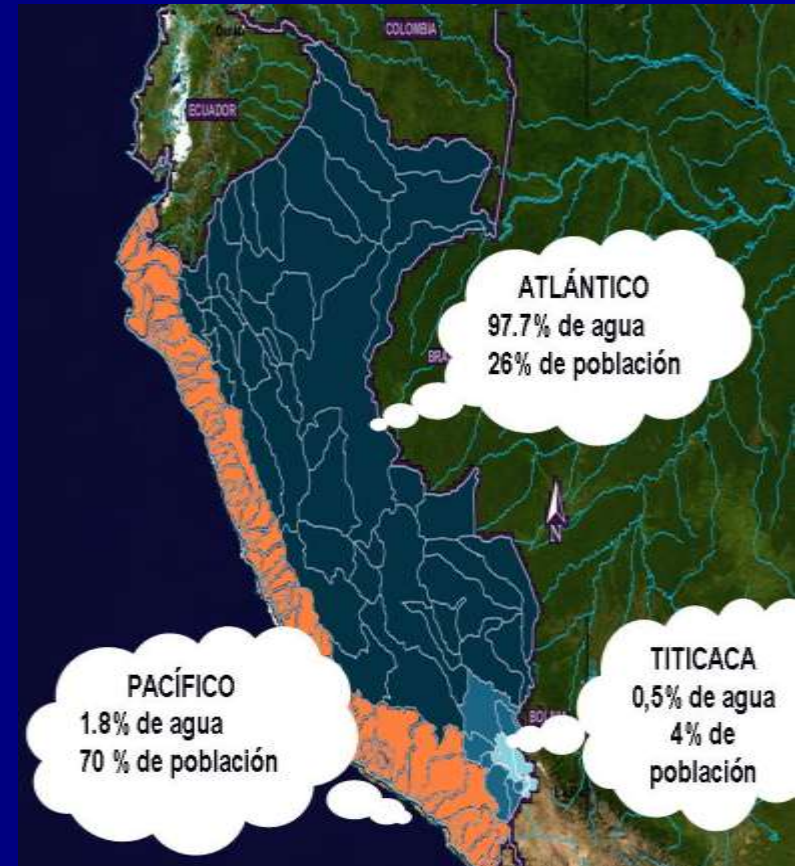 COLOMBIA
ECUADOR
ATLÁNTICO
97.7% de agua
26% de población
BRA
N
PACÍFICO
1.8% de agua
70 % de población
TITICACA
0,5% de agua
4% de
población